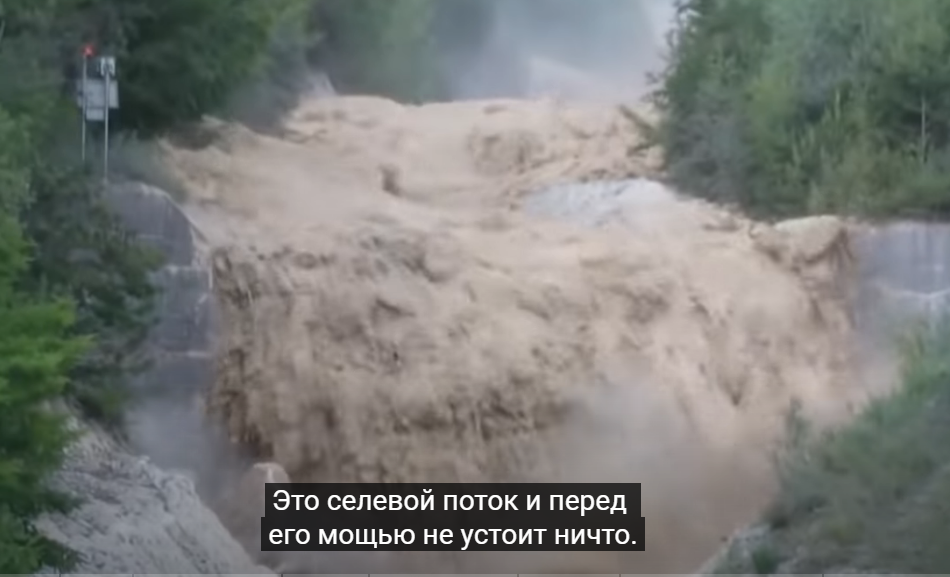 Это селевой поток и перед
его мощью не устоит ничто.